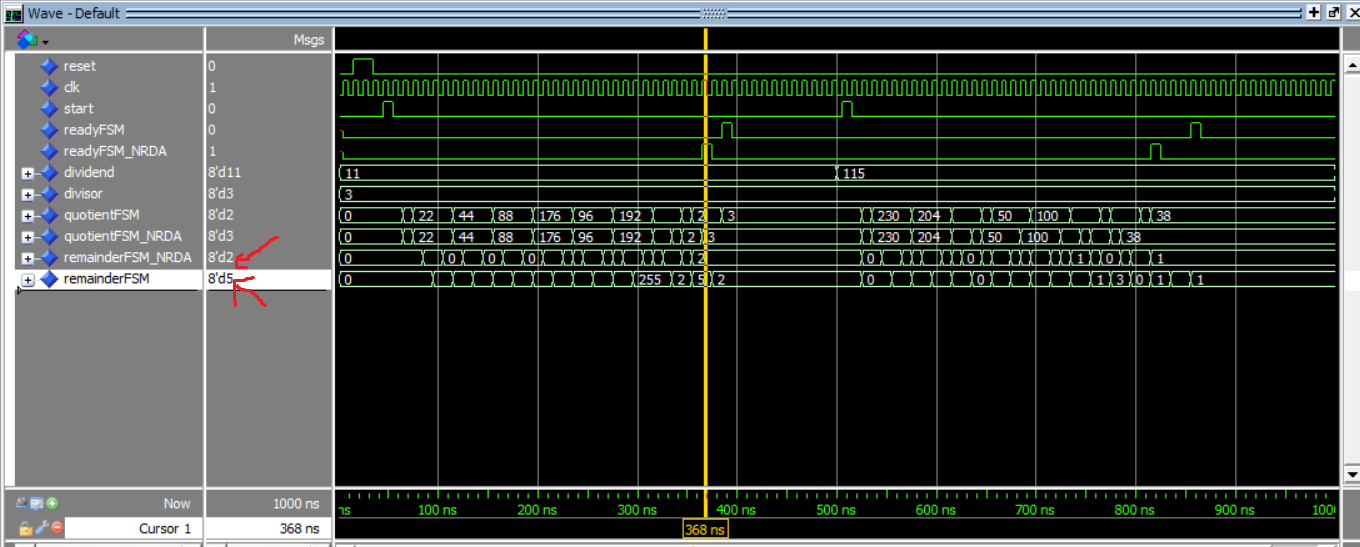 Wave - Default
Msgs
reset 0
clk 1
start 0
readyFSM 0
readyFSM_NRDA 1
dividend 8'd11 11 115
divisor 8'd3 3
quotientFSM 8'd2 0 22 44 88 176 96 192 2 3 230 204 50 100 38
quotientFSM_NRDA 8'd3 0 22 44 88 176 96 192 2 3 230 204 50 100 38
remainderFSM_NRDA 8'd2 0 0 0 0 2 0 0 1 0 1
remainderFSM 8'd5 0 255 2 5 2 0 0 1 3 0 1 1
Now 1000 ns ns 100 ns 200 ns 300 ns 400 ns 500 ns 600 ns 700 ns 800 ns 900 ns 100
Cursor 1 368 ns 368 ns